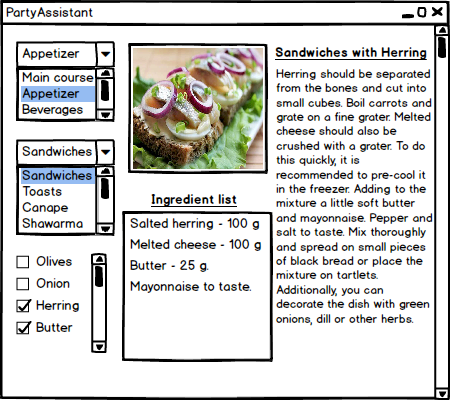 PartyAssistant
Appetizer
Main course
Appetizer
Beverages
Sandwiches
Sandwiches
Toasts
Canape
Shawarma
Olives
Onion
Herring
Butter
Ingredient list
Salted herring - 100 g
Melted cheese - 100 g
Butter - 25 g.
Mayonnaise to taste.
Sandwiches with Herring
Herring should be separated
from the bones and cut into
small cubes. Boil carrots and
grate on a fine grater. Melted
cheese should also be
crushed with a grater. To do
this quickly, it is
recommended to pre-cool it
in the freezer. Adding to the
mixture a little soft butter
and mayonnaise. Pepper and
salt to taste. Mix thoroughly
and spread on small pieces
of black bread or place the
mixture on tartlets.
Additionally, you can
decorate the dish with green
onions, dill or other herbs.